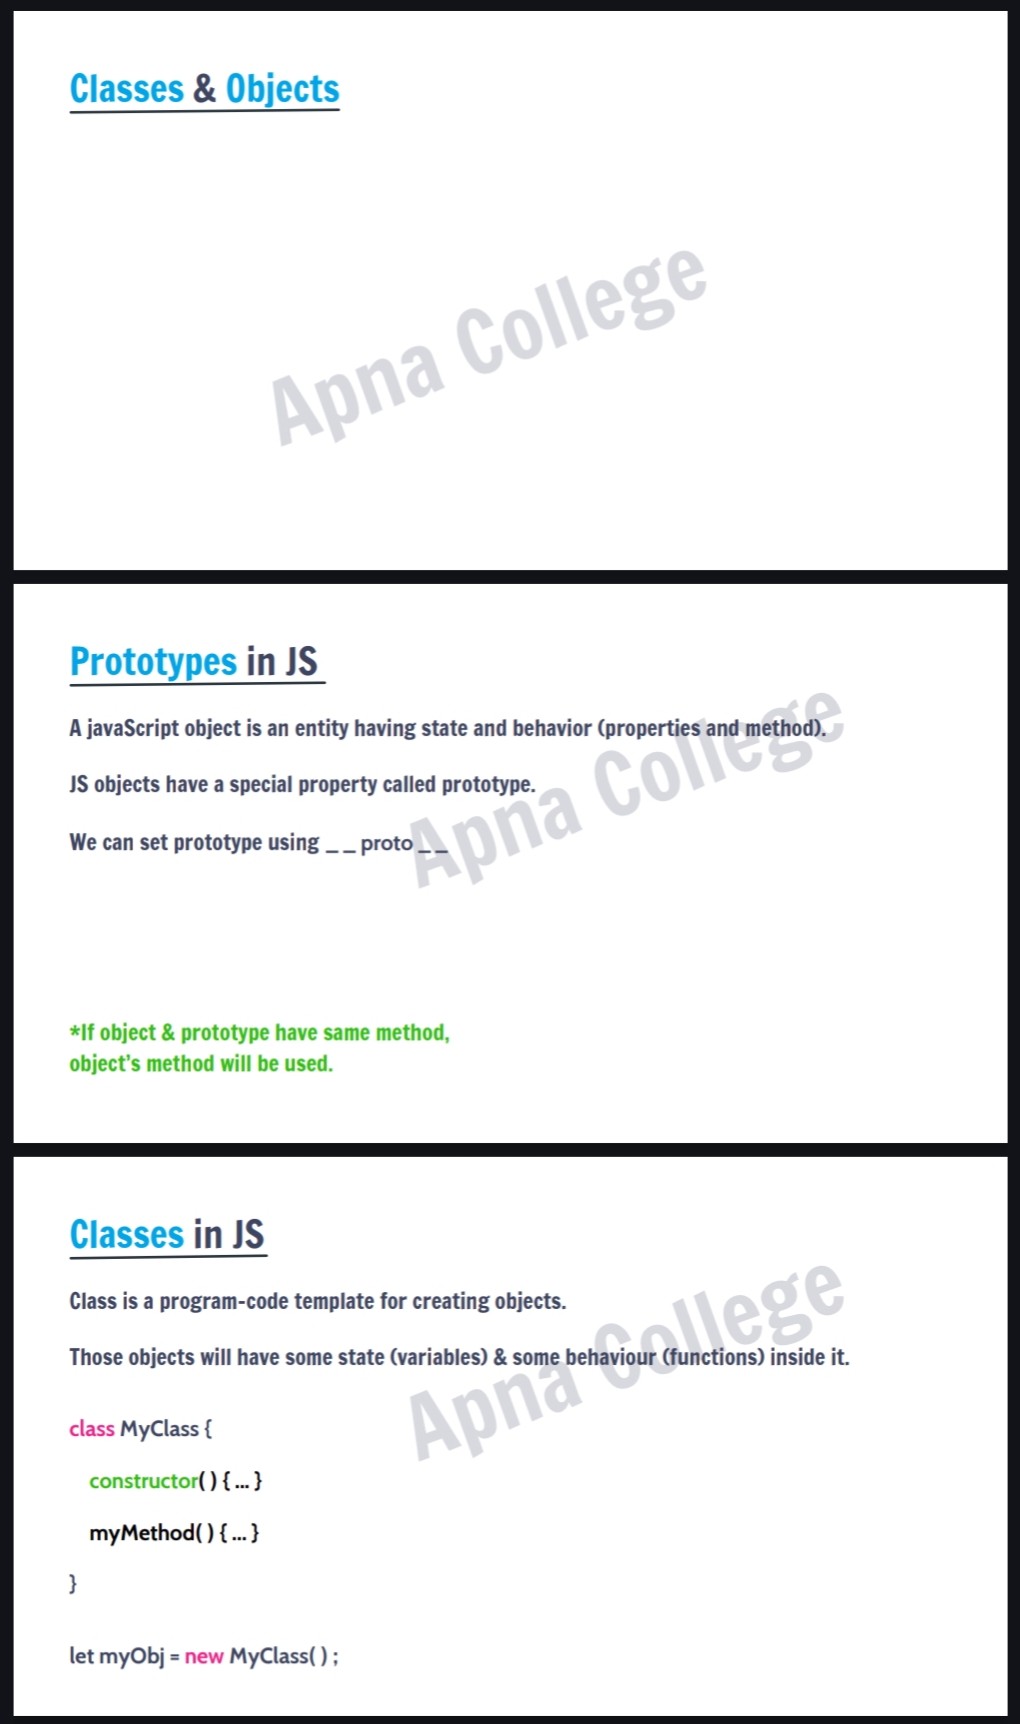 Classes & Objects
Apna College
Prototypes in JS
A javaScript object is an entity having state and behavior (properties and method).
JS objects have a special property called prototype.
We can set prototype using _ _ proto _ _
Apna College
*If object & prototype have same method,
object’s method will be used.
Classes in JS
Class is a program-code template for creating objects.
Those objects will have some state (variables) & some behaviour (functions) inside it.
Apna College
class MyClass {
constructor( ) { ... }
myMethod( ) { ... }
}
let myObj = new MyClass( ) ;